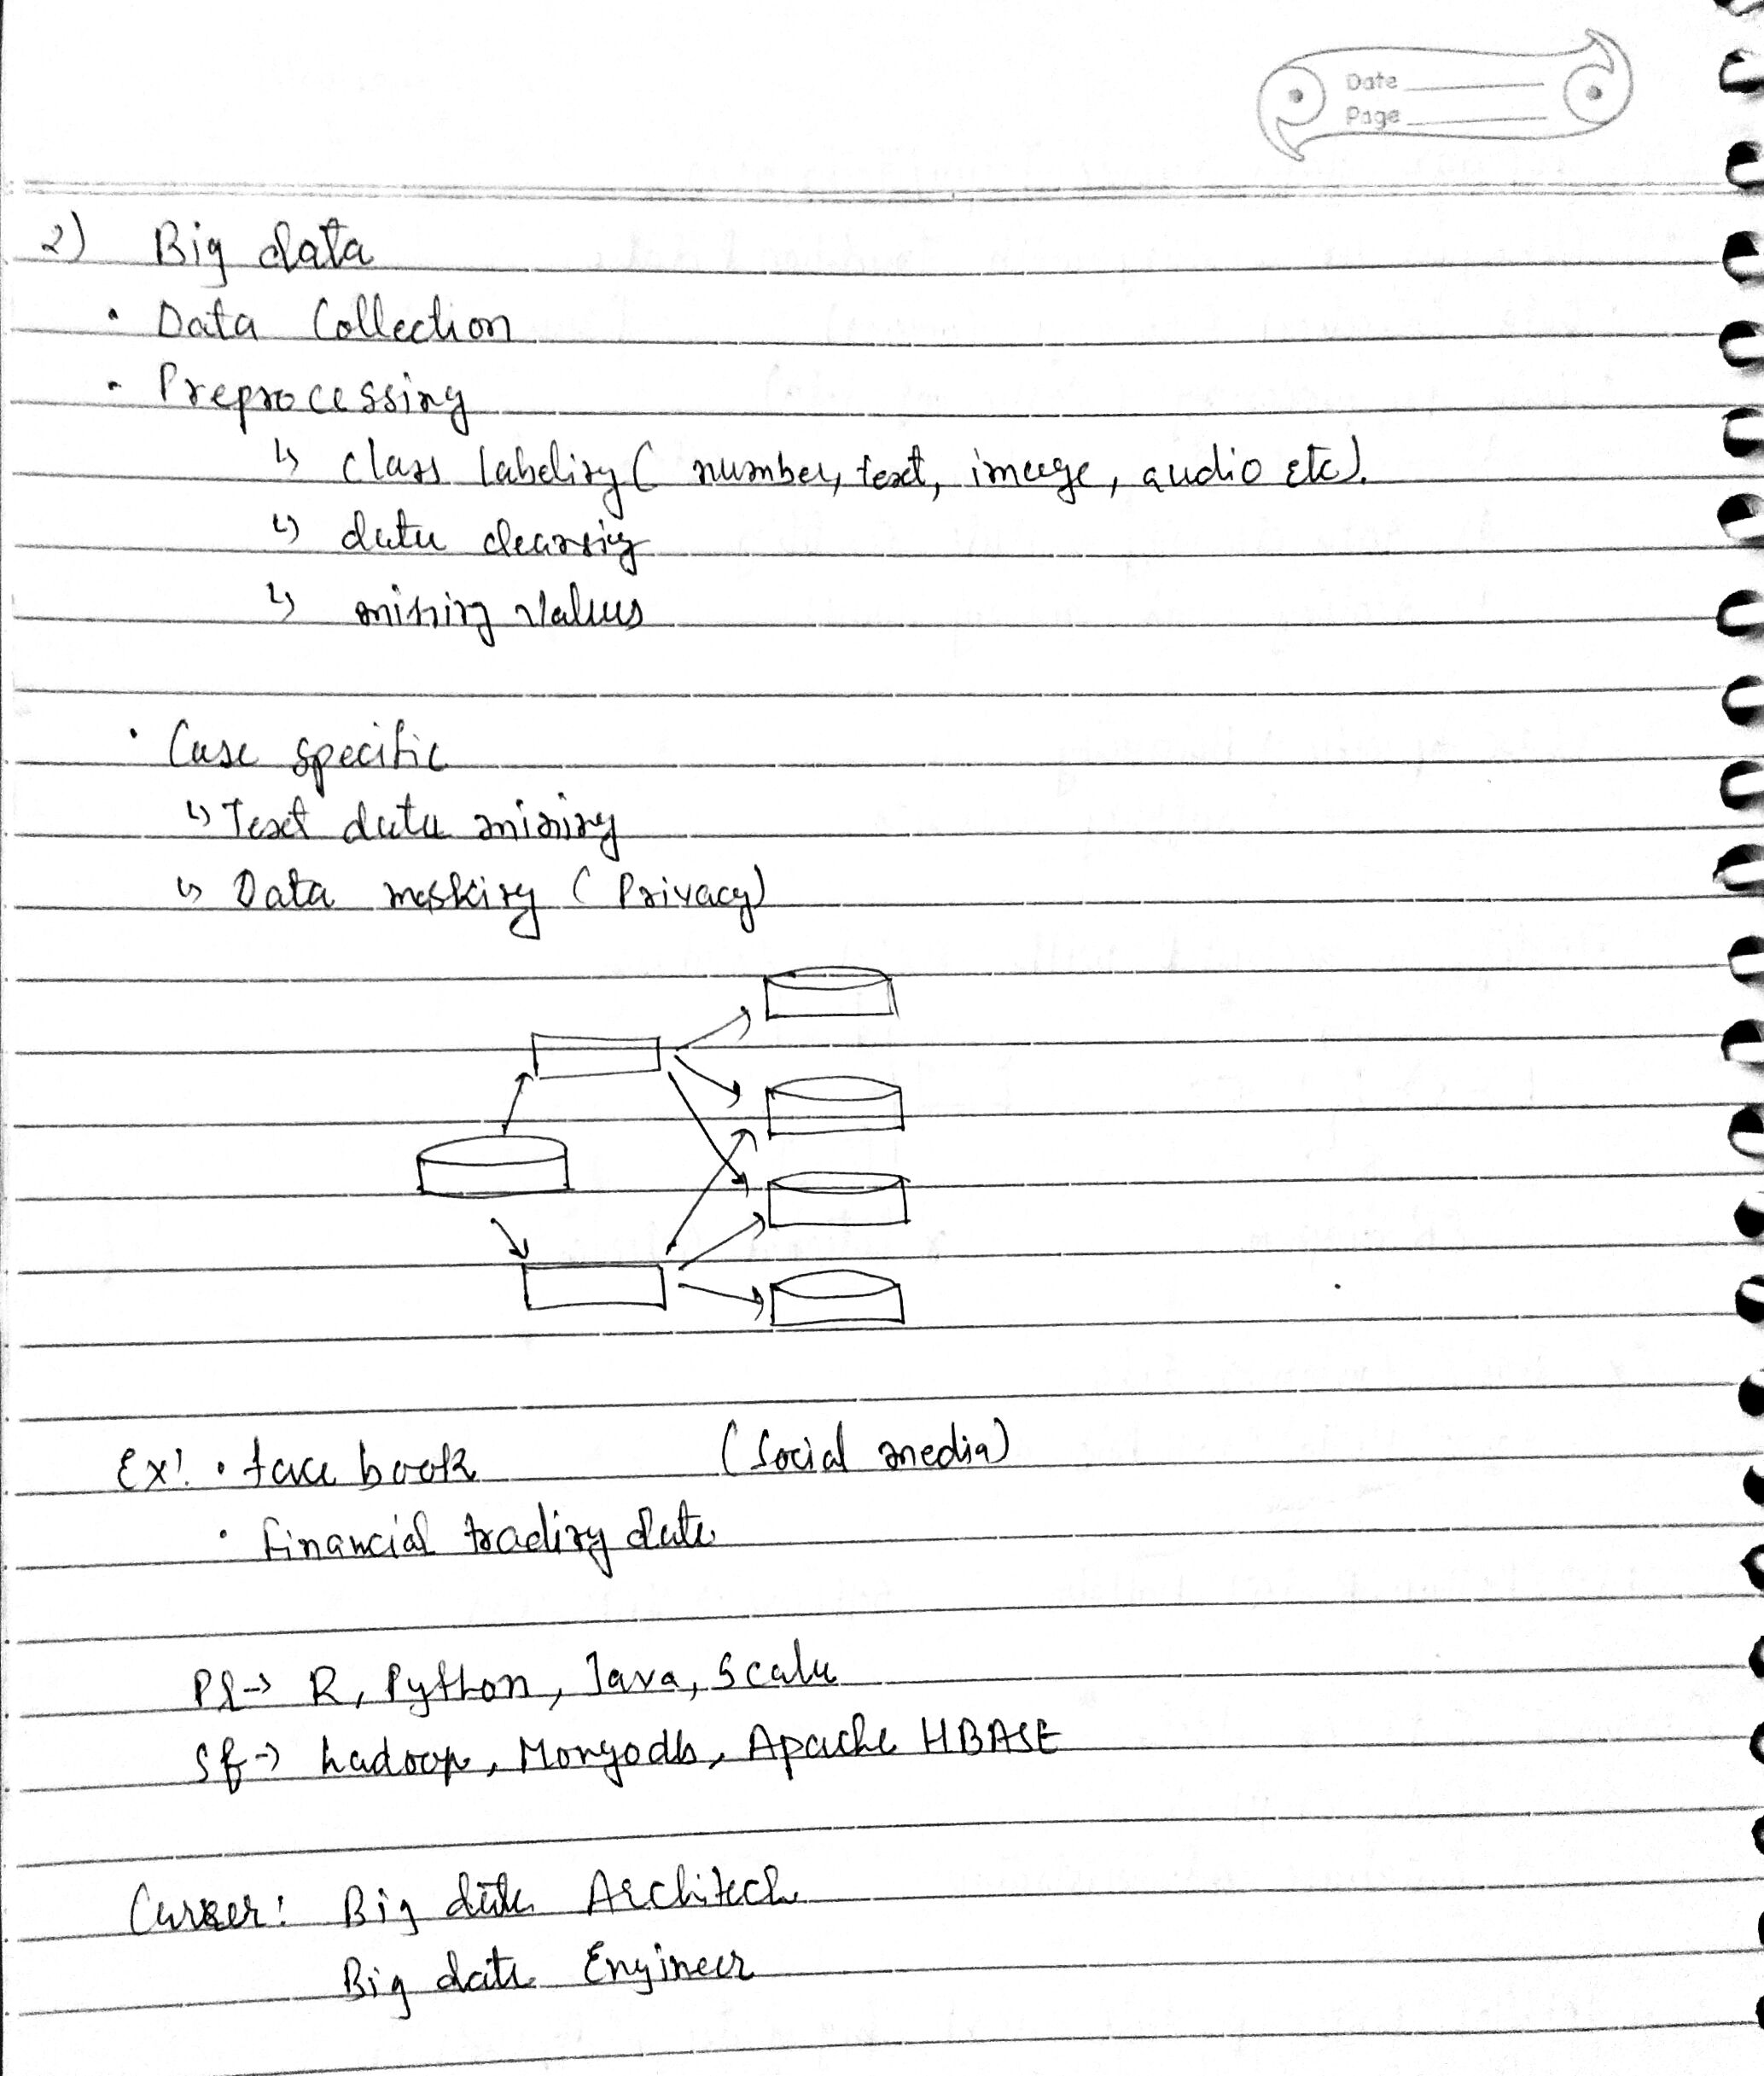 Date
Page
2) Big data
• Data Collection
• Preprocessing
↳ class labeling ( number, text, image, audio etc).
↳ data cleansing
↳ missing values
• Case specific
↳ Text data mining
↳ Data masking ( Privacy)
Ex: • face book (Social media)
• financial trading data
Pl → R, Python, Java, Scala
Sf → hadoop, Mongodb, Apache HBASE
Career: Big data Architech
Big data Engineer